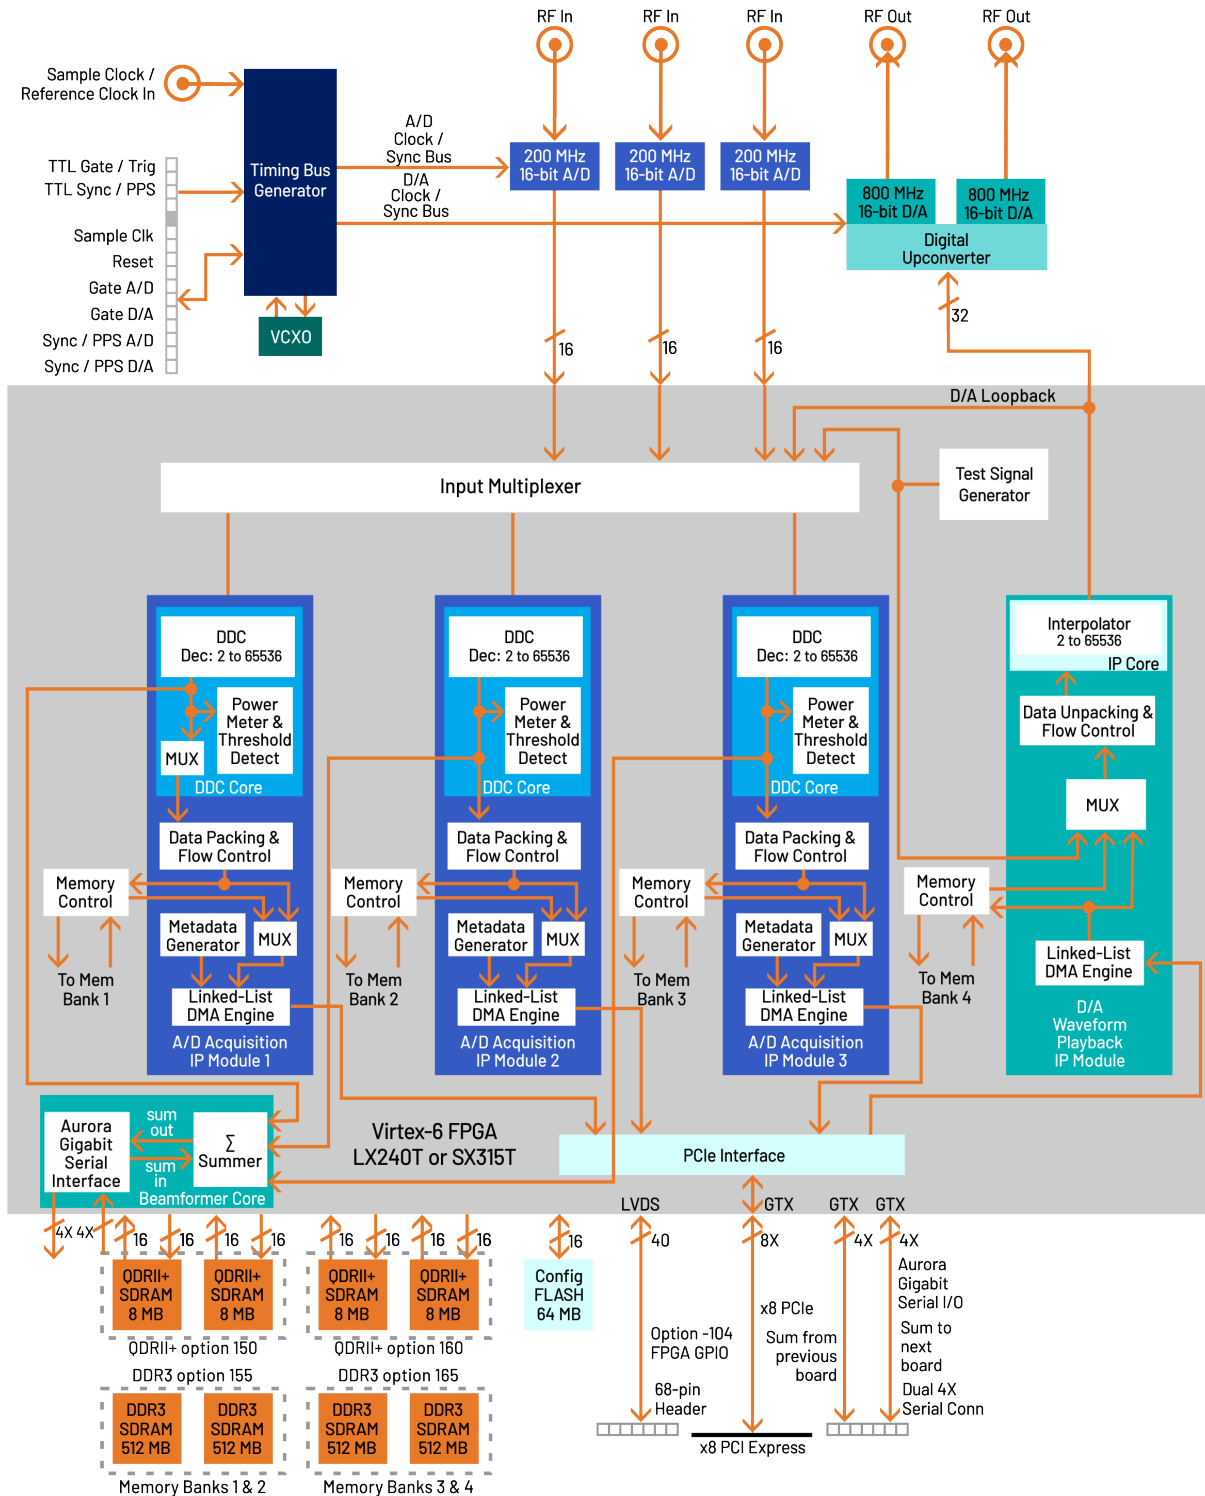 RF In
RF In
RF In
RF Out
RF Out
Sample Clock /
Reference Clock In
TTL Gate / Trig
TTL Sync / PPS
Sample Clk
Reset
Gate A/D
Gate D/A
Sync / PPS A/D
Sync / PPS D/A
Timing Bus
Generator
VCXO
A/D
Clock /
Sync Bus
D/A
Clock /
Sync Bus
200 MHz
16-bit A/D
200 MHz
16-bit A/D
200 MHz
16-bit A/D
800 MHz
16-bit D/A
800 MHz
16-bit D/A
Digital
Upconverter
16
16
16
32
D/A Loopback
Input Multiplexer
Test Signal
Generator
DDC
Dec: 2 to 65536
Power
Meter &
Threshold
Detect
MUX
DDC Core
Data Packing &
Flow Control
Memory
Control
Metadata
Generator
MUX
To Mem
Bank 1
Linked-List
DMA Engine
A/D Acquisition
IP Module 1
DDC
Dec: 2 to 65536
Power
Meter &
Threshold
Detect
DDC Core
Data Packing &
Flow Control
Memory
Control
Metadata
Generator
MUX
To Mem
Bank 2
Linked-List
DMA Engine
A/D Acquisition
IP Module 2
DDC
Dec: 2 to 65536
Power
Meter &
Threshold
Detect
DDC Core
Data Packing &
Flow Control
Memory
Control
Metadata
Generator
MUX
To Mem
Bank 3
Linked-List
DMA Engine
A/D Acquisition
IP Module 3
Interpolator
2 to 65536
IP Core
Data Unpacking &
Flow Control
MUX
Memory
Control
To Mem
Bank 4
Linked-List
DMA Engine
D/A
Waveform
Playback
IP Module
Aurora
Gigabit
Serial
Interface
sum
out
sum
in
∑
Summer
Beamformer Core
Virtex-6 FPGA
LX240T or SX315T
PCIe Interface
LVDS
GTX
GTX
GTX
4X
4X
16
16
16
16
16
16
16
16
16
40
8X
4X
4X
QDRII+
SDRAM
8 MB
QDRII+
SDRAM
8 MB
QDRII+
SDRAM
8 MB
QDRII+
SDRAM
8 MB
QDRII+ option 150
QDRII+ option 160
Config
FLASH
64 MB
DDR3 option 155
DDR3 option 165
DDR3
SDRAM
512 MB
DDR3
SDRAM
512 MB
DDR3
SDRAM
512 MB
DDR3
SDRAM
512 MB
Memory Banks 1 & 2
Memory Banks 3 & 4
Option -104
FPGA GPIO
68-pin
Header
x8 PCIe
x8 PCI Express
Sum from
previous
board
Aurora
Gigabit
Serial I/O
Sum to
next
board
Dual 4X
Serial Conn